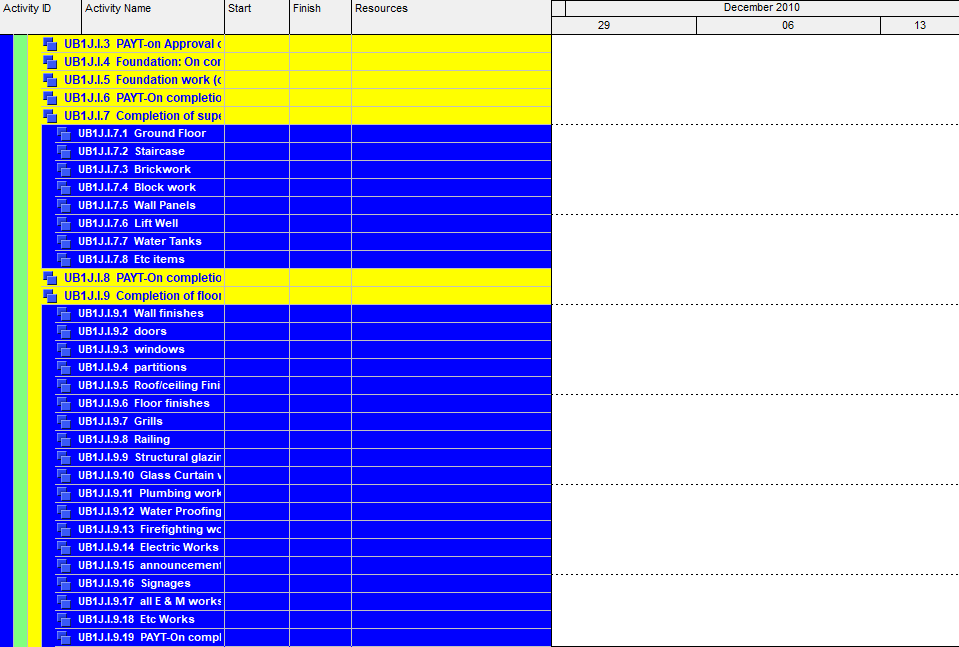 Activity ID Activity Name Start Finish Resources December 2010
29 06 13
UB1J.I.3 PAYT-on Approval
UB1J.I.4 Foundation: On
UB1J.I.5 Foundation work
UB1J.I.6 PAYT-On
UB1J.I.7 Completion of
UB1J.I.7.1 Ground Floor
UB1J.I.7.2 Staircase
UB1J.I.7.3 Brickwork
UB1J.I.7.4 Block work
UB1J.I.7.5 Wall Panels
UB1J.I.7.6 Lift Well
UB1J.I.7.7 Water Tanks
UB1J.I.7.8 Etc items
UB1J.I.8 PAYT-On completio
UB1J.I.9 Completion of floor
UB1J.I.9.1 Wall finishes
UB1J.I.9.2 doors
UB1J.I.9.3 windows
UB1J.I.9.4 partitions
UB1J.I.9.5 Roof/ceiling Fini
UB1J.I.9.6 Floor finishes
UB1J.I.9.7 Grills
UB1J.I.9.8 Railing
UB1J.I.9.9 Structural glazin
UB1J.I.9.10 Glass Curtain
UB1J.I.9.11 Plumbing work
UB1J.I.9.12 Water Proofing
UB1J.I.9.13 Firefighting wo
UB1J.I.9.14 Electric Works
UB1J.I.9.15 announcement
UB1J.I.9.16 Signages
UB1J.I.9.17 all E & M works
UB1J.I.9.18 Etc Works
UB1J.I.9.19 PAYT-On compl